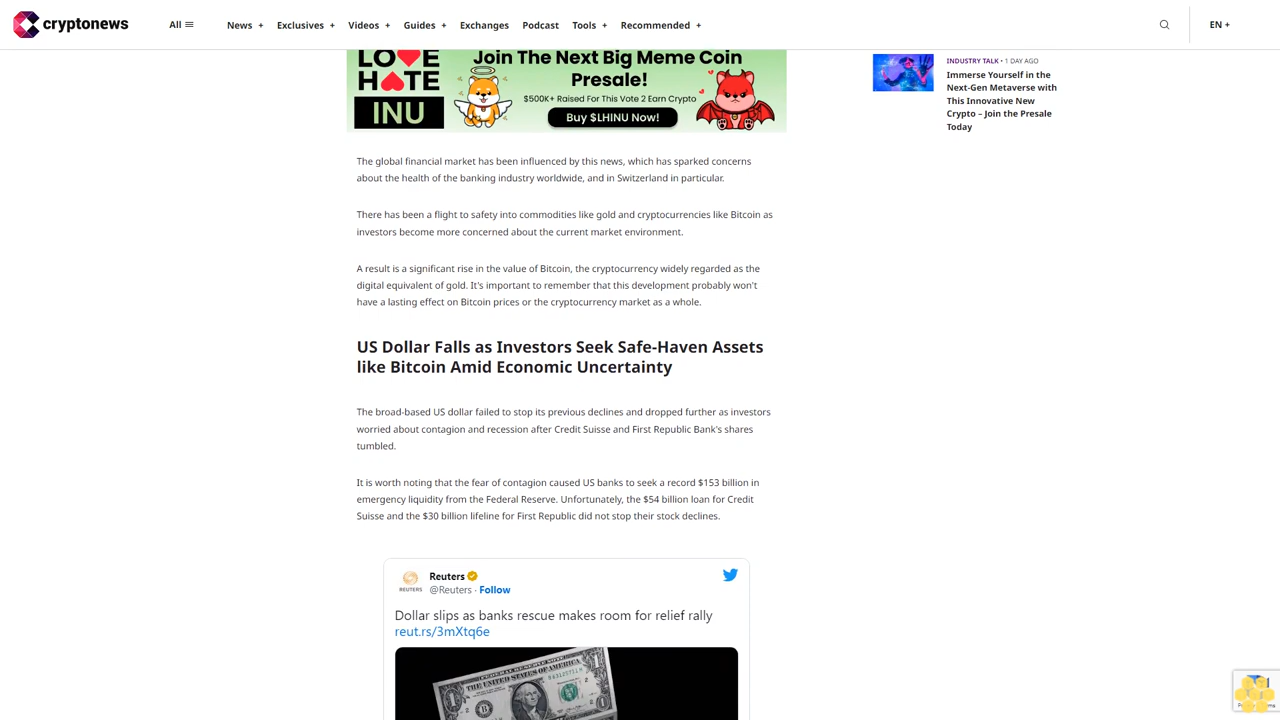 cryptonews
All
News +
Exclusives +
Videos +
Guides +
Exchanges
Podcast
Tools +
Recommended +
EN +
LOVE
HATE
INU
Join The Next Big Meme Coin
Presale!
$500K+ Raised For This Vote 2 Earn Crypto
Buy $LHINU Now!
INDUSTRY TALK • 1 DAY AGO
Immerse Yourself in the
Next-Gen Metaverse with
This Innovative New
Crypto – Join the Presale
Today
The global financial market has been influenced by this news, which has sparked concerns
about the health of the banking industry worldwide, and in Switzerland in particular.
There has been a flight to safety into commodities like gold and cryptocurrencies like Bitcoin as
investors become more concerned about the current market environment.
A result is a significant rise in the value of Bitcoin, the cryptocurrency widely regarded as the
digital equivalent of gold. It's important to remember that this development probably won't
have a lasting effect on Bitcoin prices or the cryptocurrency market as a whole.
US Dollar Falls as Investors Seek Safe-Haven Assets
like Bitcoin Amid Economic Uncertainty
The broad-based US dollar failed to stop its previous declines and dropped further as investors
worried about contagion and recession after Credit Suisse and First Republic Bank's shares
tumbled.
It is worth noting that the fear of contagion caused US banks to seek a record $153 billion in
emergency liquidity from the Federal Reserve. Unfortunately, the $54 billion loan for Credit
Suisse and the $30 billion lifeline for First Republic did not stop their stock declines.
REUTERS
Reuters
@Reuters · Follow
Dollar slips as banks rescue makes room for relief rally
reut.rs/3mXtq6e
FEDERAL RESERVE NOTE
THE UNITED STATES OF AMERICA